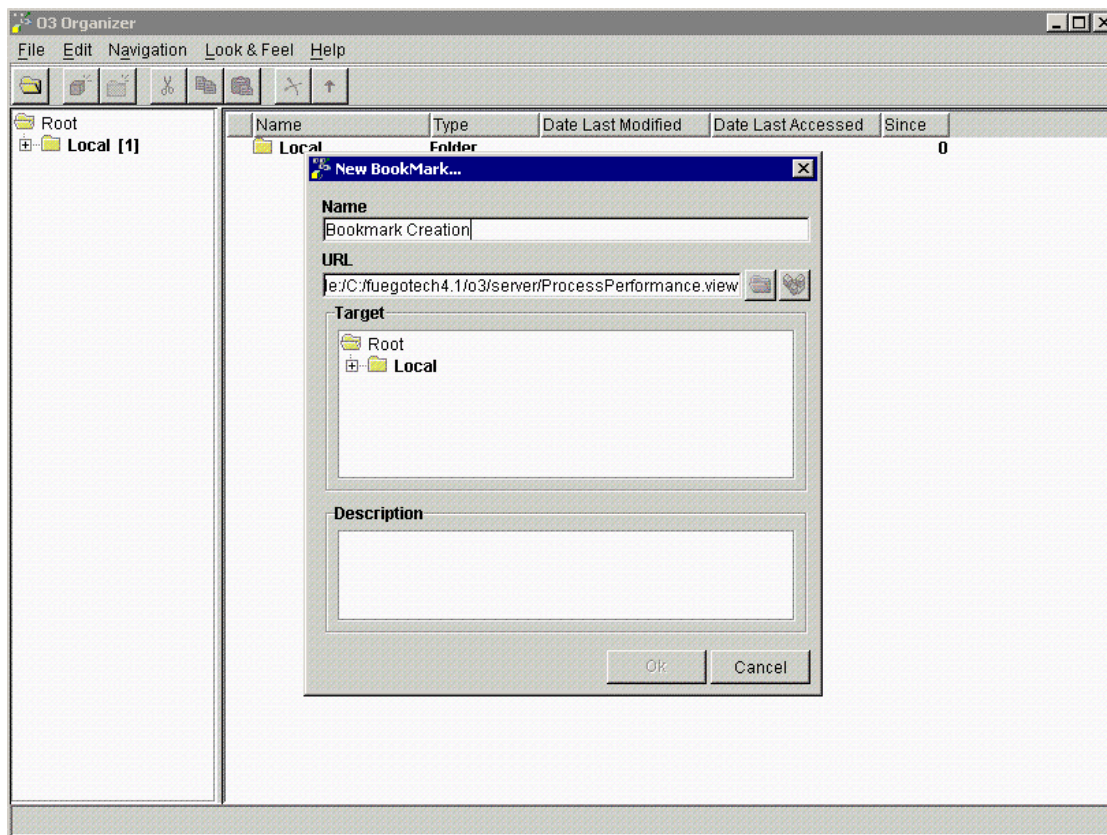 O3 Organizer
File Edit Navigation Look & Feel Help
Root
Local [1]
Name Type Date Last Modified Date Last Accessed Since
Local Folder 0
New BookMark...
Name
Bookmark Creation
URL
e:/C:/fuegotech4.1/o3/server/ProcessPerformance.view
Target
Root
Local
Description
Ok Cancel